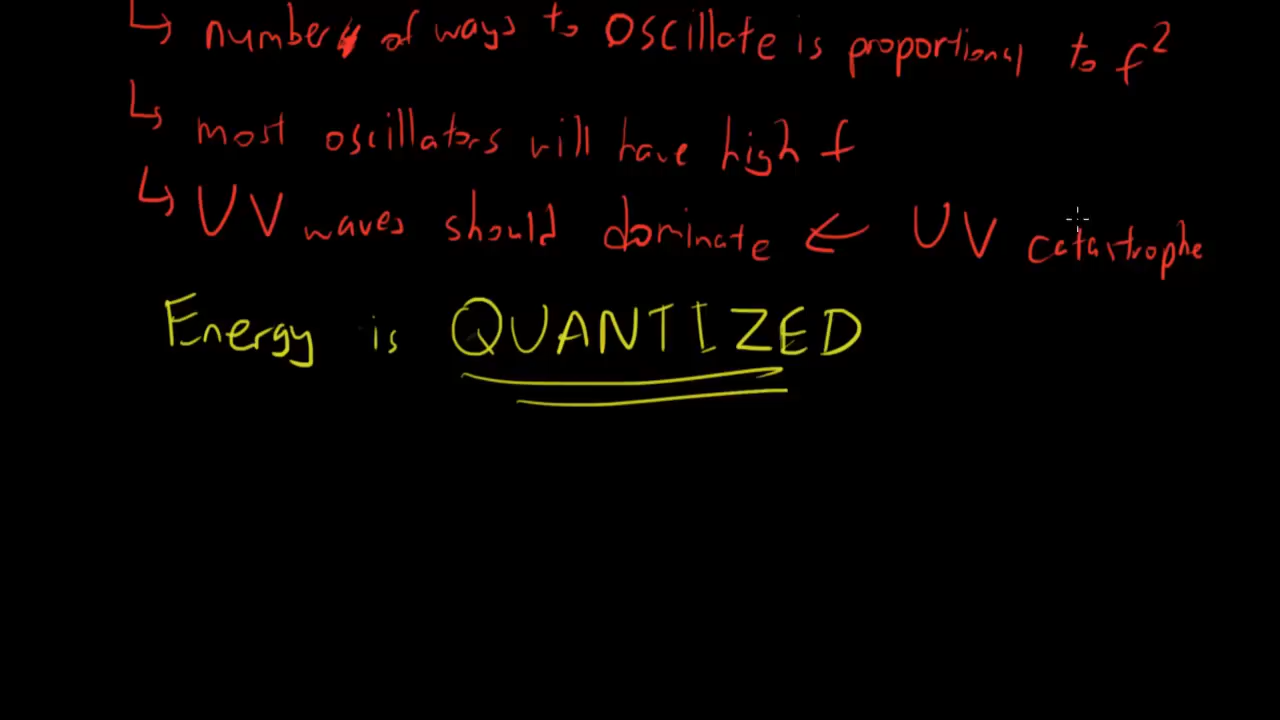 ↳ number of ways to oscillate is proportional to f²
↳ most oscillators will have high f
↳ UV waves should dominate ← UV catastrophe
Energy is QUANTIZED